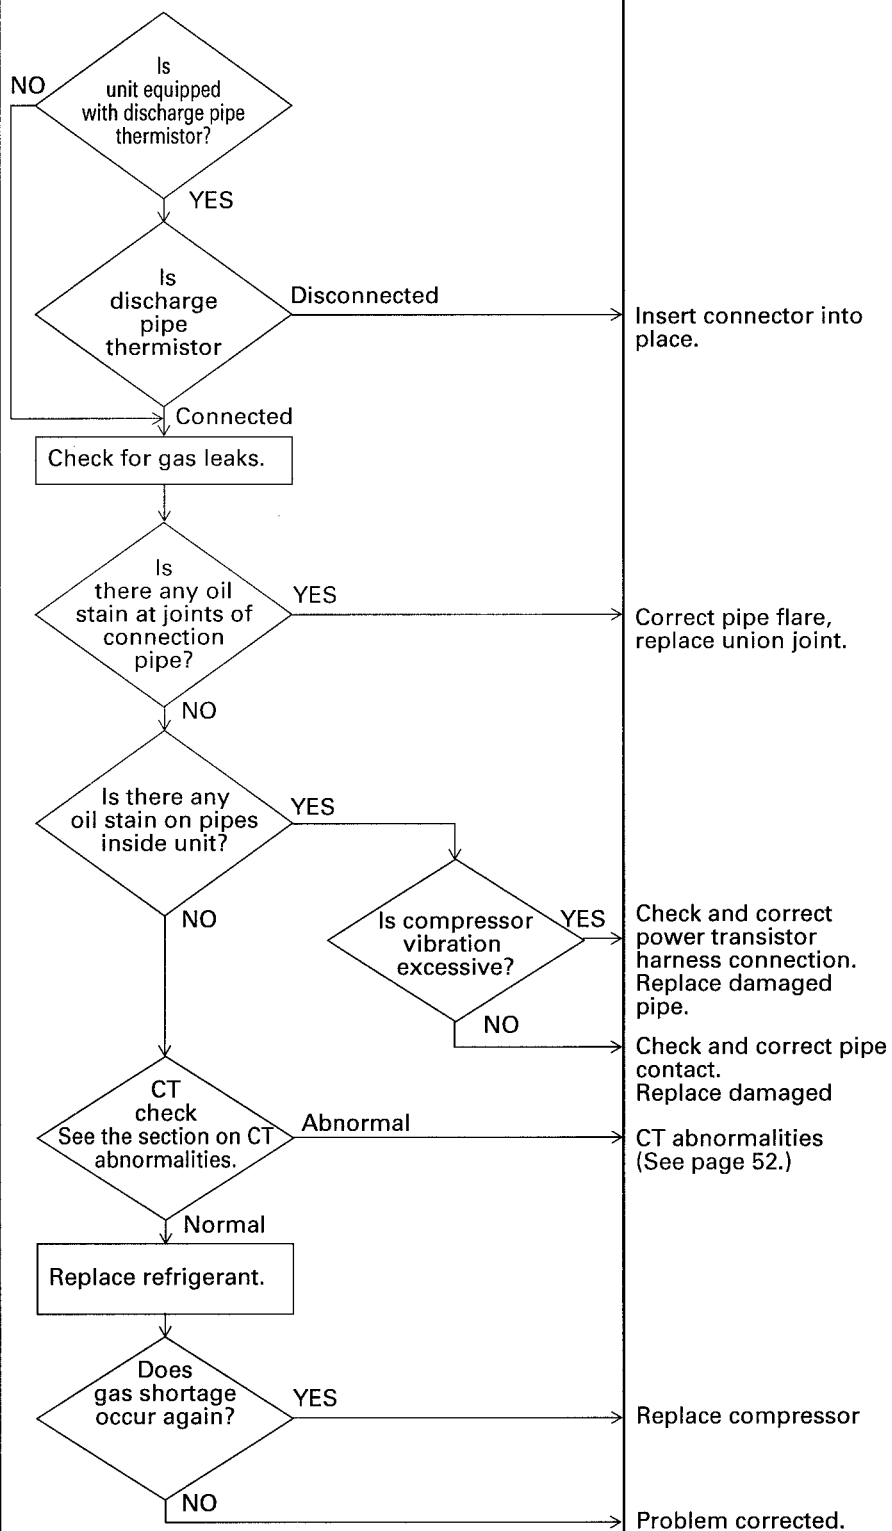 Is
unit equipped
with discharge pipe
thermistor?
NO
YES
Is
discharge
pipe
thermistor
Disconnected
Insert connector into
place.
Connected
Check for gas leaks.
Is
there any oil
stain at joints of
connection
pipe?
YES
Correct pipe flare,
replace union joint.
NO
Is there any
oil stain on pipes
inside unit?
YES
NO
Is compressor
vibration
excessive?
YES
Check and correct
power transistor
harness connection.
Replace damaged
pipe.
NO
Check and correct pipe
contact.
Replace damaged
CT
check
See the section on CT
abnormalities.
Abnormal
CT abnormalities
(See page 52.)
Normal
Replace refrigerant.
Does
gas shortage
occur again?
YES
Replace compressor
NO
Problem corrected.